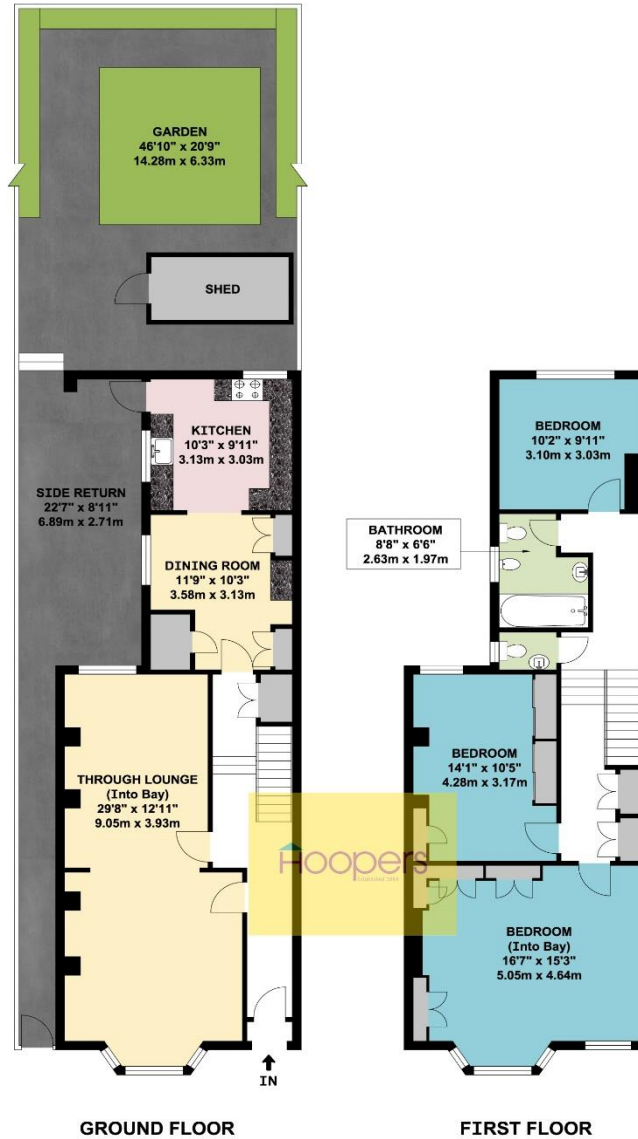 GARDEN
46'10" x 20'9"
14.28m x 6.33m
SHED
KITCHEN
10'3" x 9'11"
3.13m x 3.03m
SIDE RETURN
22'7" x 8'11"
6.89m x 2.71m
DINING ROOM
11'9" x 10'3"
3.58m x 3.13m
THROUGH LOUNGE
(Into Bay)
29'8" x 12'11"
9.05m x 3.93m
IN
GROUND FLOOR
BEDROOM
10'2" x 9'11"
3.10m x 3.03m
BATHROOM
8'8" x 6'6"
2.63m x 1.97m
BEDROOM
14'1" x 10'5"
4.28m x 3.17m
Hoopers
BEDROOM
(Into Bay)
16'7" x 15'3"
5.05m x 4.64m
FIRST FLOOR